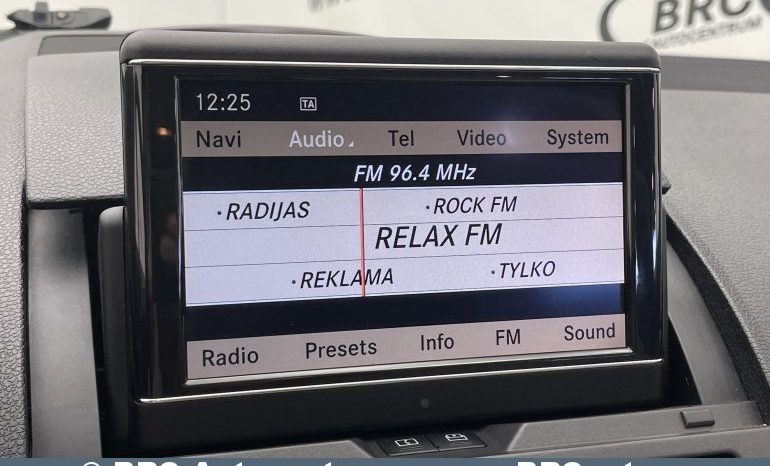 BRC
AUTOCENTRUM
12:25 TA
Navi Audio Tel Video System
FM 96.4 MHz
·RADIJAS ·ROCK FM
RELAX FM
·REKLAMA ·TYLKO
Radio Presets Info FM Sound